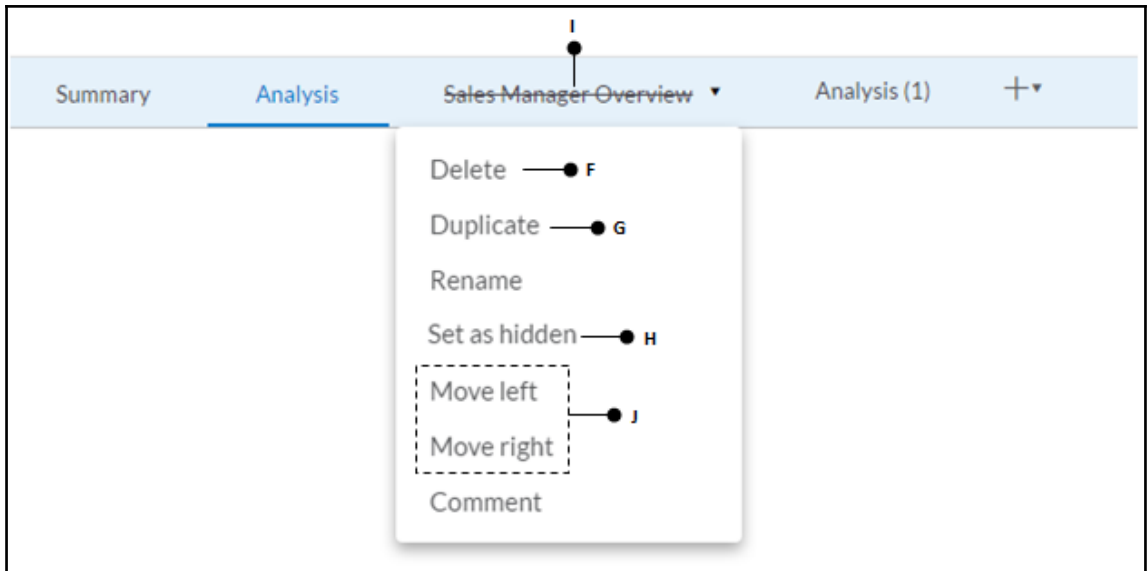 I
Summary Analysis Sales Manager Overview Analysis (1)
Delete F
Duplicate G
Rename
Set as hidden H
Move left
J
Move right
Comment